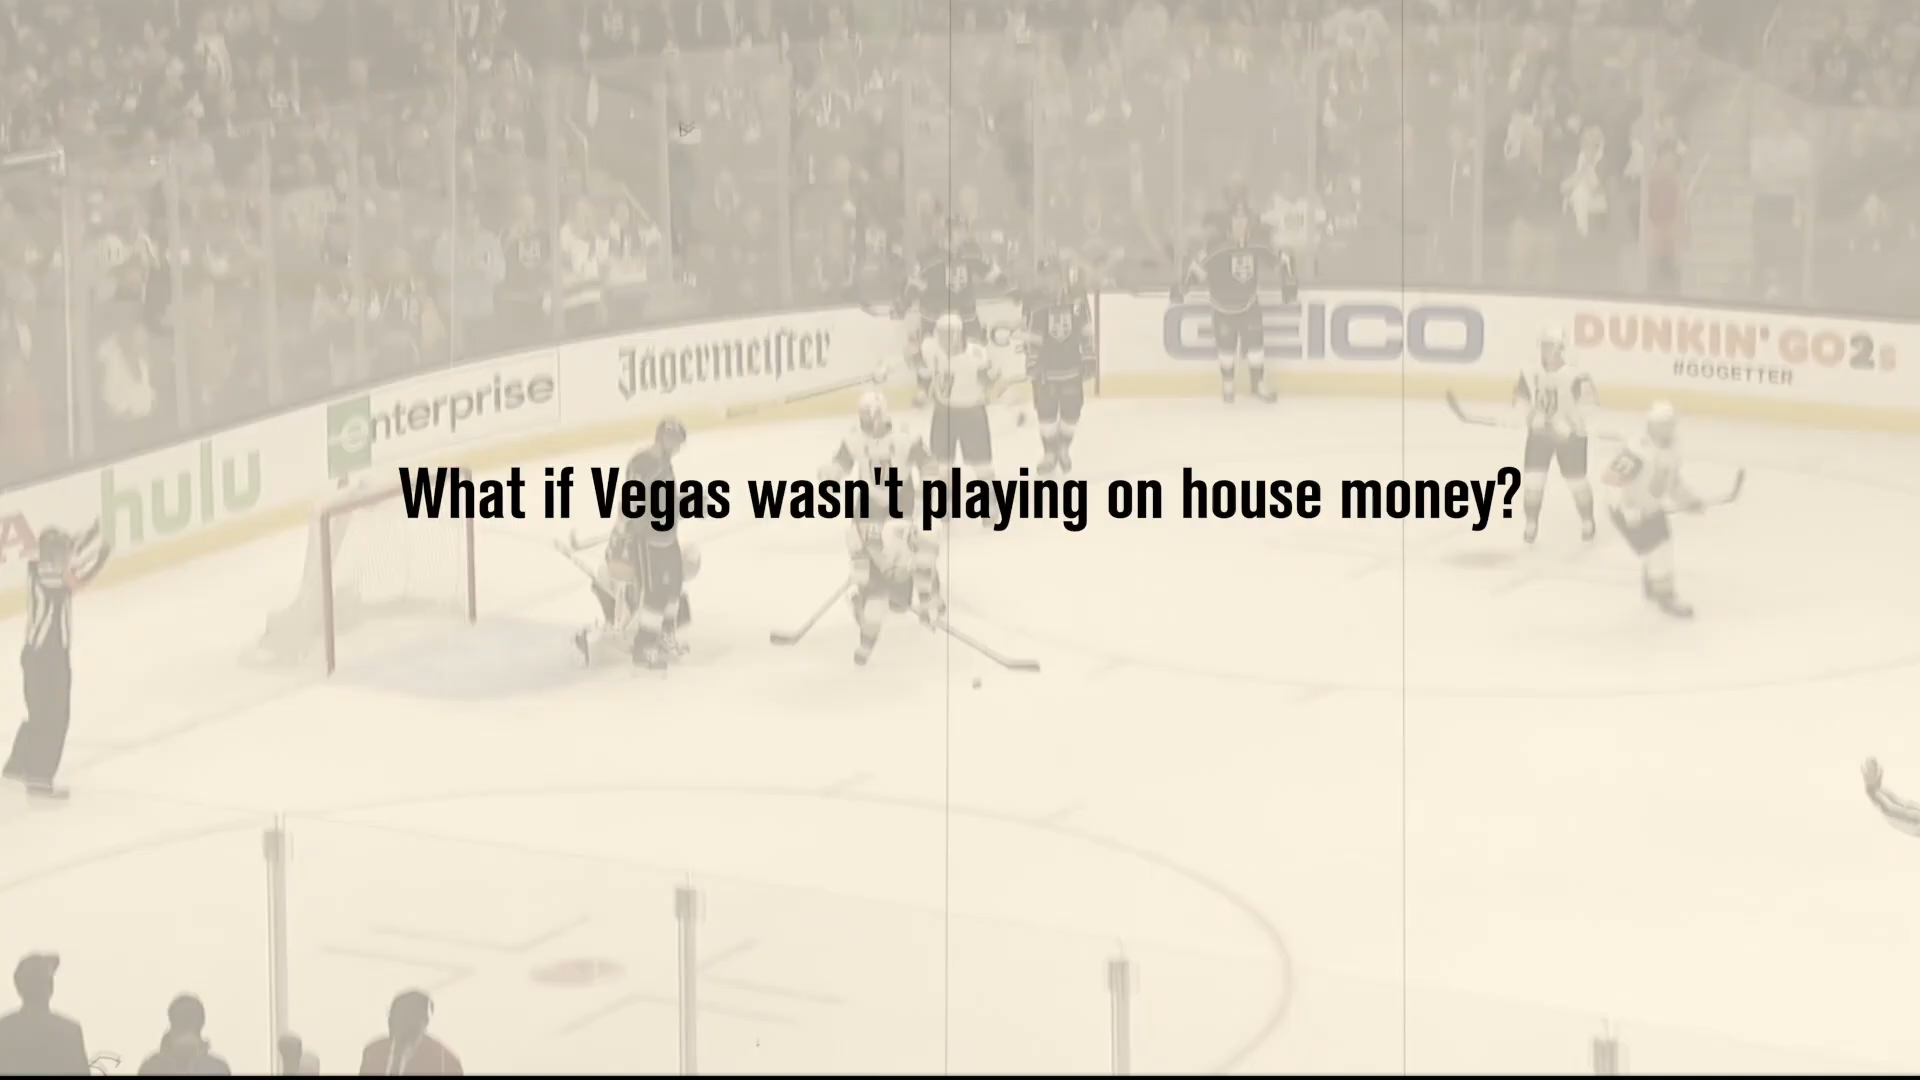 Jägermeister
GEICO
DUNKIN' GO2s
#GOGETTER
enterprise
hulu
A
What if Vegas wasn't playing on house money?